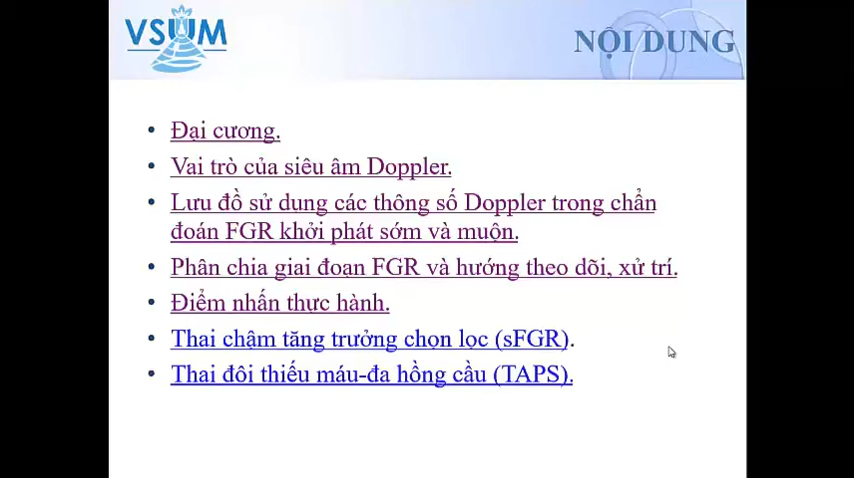 VSUM
NỘI DUNG
• Đại cương.
• Vai trò của siêu âm Doppler.
• Lưu đồ sử dụng các thông số Doppler trong chẩn
đoán FGR khởi phát sớm và muộn.
• Phân chia giai đoạn FGR và hướng theo dõi, xử trí.
• Điểm nhấn thực hành.
• Thai chậm tăng trưởng chọn lọc (sFGR).
• Thai đôi thiếu máu-đa hồng cầu (TAPS).